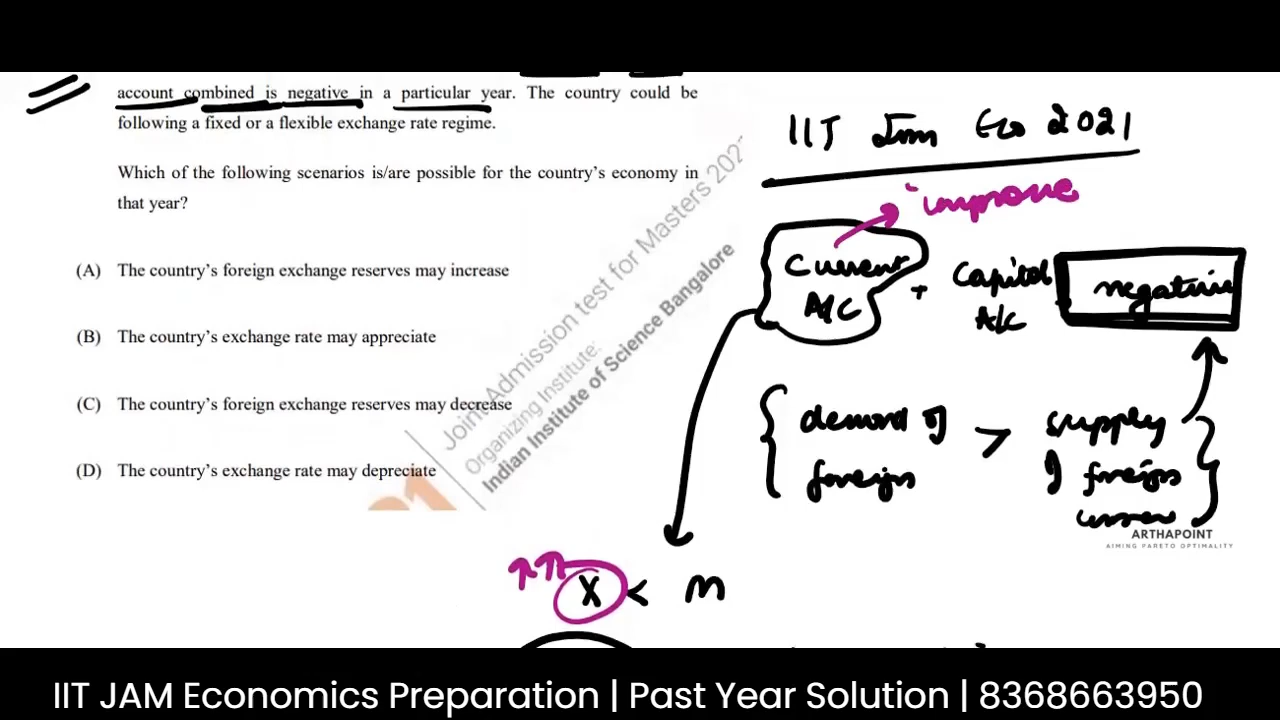 account combined is negative in a particular year. The country could be
following a fixed or a flexible exchange rate regime.
Which of the following scenarios is/are possible for the country's economy in
that year?
(A) The country's foreign exchange reserves may increase
(B) The country's exchange rate may appreciate
(C) The country's foreign exchange reserves may decrease
(D) The country's exchange rate may depreciate
Joint Admission test for Masters 202
Organizing Institute:
Indian Institute of Science Bangalore
IIT Jam Eco 2021
improve
Current
A/C
+
Capital
A/C
negative
demand of
foreign
>
supply
of foreign
ARTHAPOINT
AIMING PARETO OPTIMALITY
↑↑↑ X < M
IIT JAM Economics Preparation | Past Year Solution | 8368663950